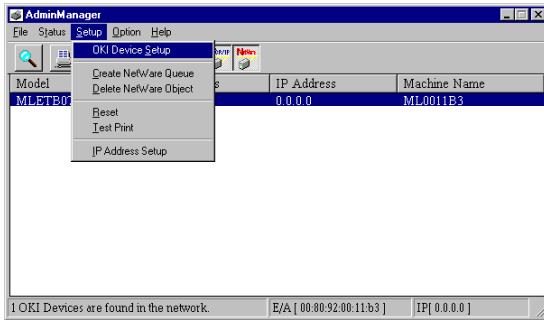 AdminManager
File Status Setup Option Help
OKI Device Setup
Create NetWare Queue
Delete NetWare Object
Reset
Test Print
IP Address Setup
Model IP Address Machine Name
0.0.0.0 ML0011B3
1 OKI Devices are found in the network. E/A [ 00:80:92:00:11:b3 ] IP[ 0.0.0.0 ]